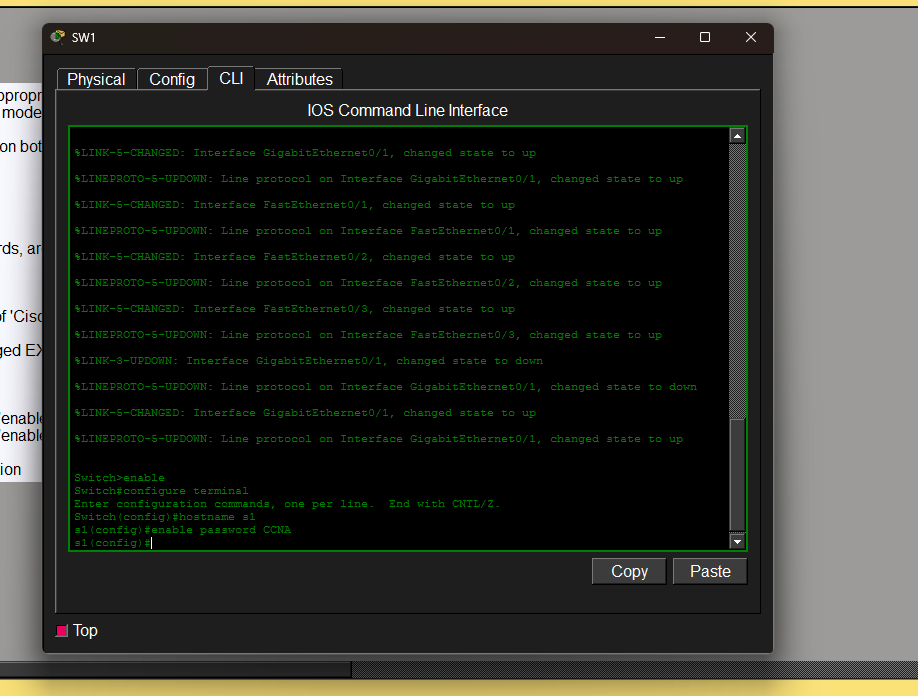 SW1
Physical Config CLI Attributes
IOS Command Line Interface
%LINK-5-CHANGED: Interface GigabitEthernet0/1, changed state to up
%LINEPROTO-5-UPDOWN: Line protocol on Interface GigabitEthernet0/1, changed state to up
%LINK-5-CHANGED: Interface FastEthernet0/1, changed state to up
%LINEPROTO-5-UPDOWN: Line protocol on Interface FastEthernet0/1, changed state to up
%LINK-5-CHANGED: Interface FastEthernet0/2, changed state to up
%LINEPROTO-5-UPDOWN: Line protocol on Interface FastEthernet0/2, changed state to up
%LINK-5-CHANGED: Interface FastEthernet0/3, changed state to up
%LINEPROTO-5-UPDOWN: Line protocol on Interface FastEthernet0/3, changed state to up
%LINK-3-UPDOWN: Interface GigabitEthernet0/1, changed state to down
%LINEPROTO-5-UPDOWN: Line protocol on Interface GigabitEthernet0/1, changed state to down
%LINK-5-CHANGED: Interface GigabitEthernet0/1, changed state to up
%LINEPROTO-5-UPDOWN: Line protocol on Interface GigabitEthernet0/1, changed state to up
Switch>enable
Switch#configure terminal
Enter configuration commands, one per line. End with CNTL/Z.
Switch(config)#hostname s1
s1(config)#enable password CCNA
s1(config)#
Copy Paste
Top
mode
on
of